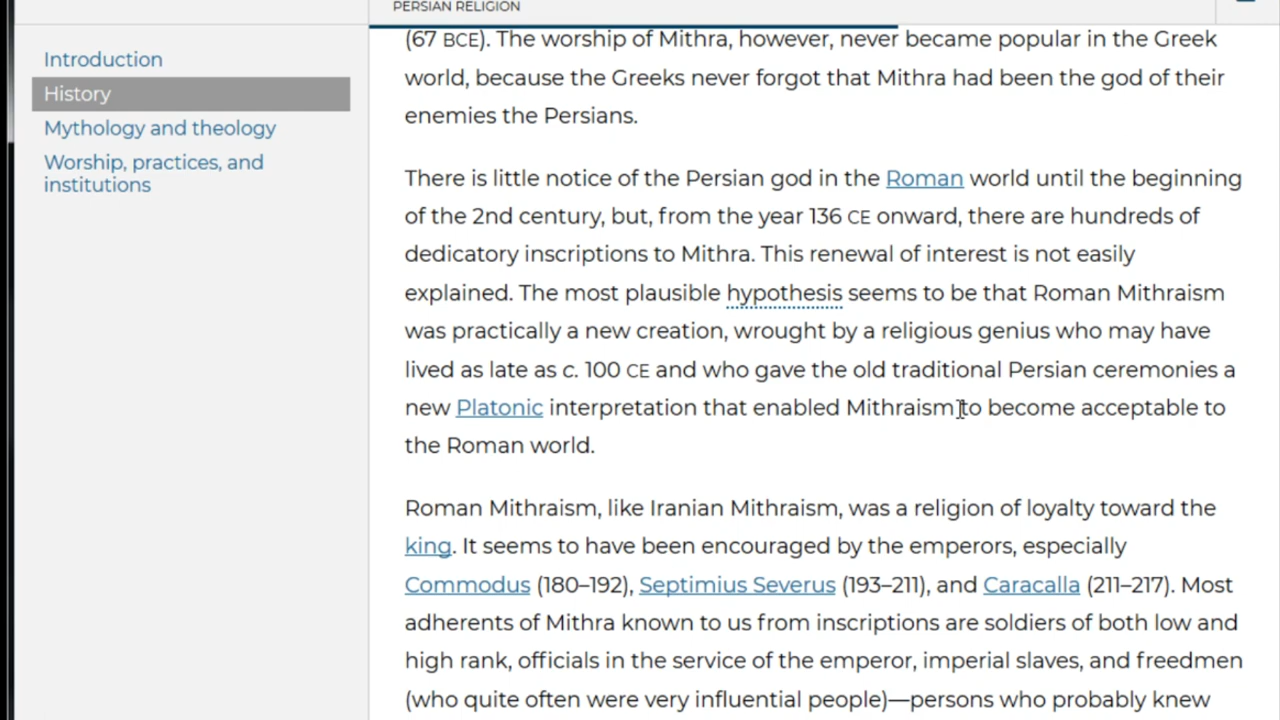 PERSIAN RELIGION
Introduction
History
Mythology and theology
Worship, practices, and
institutions
(67 BCE). The worship of Mithra, however, never became popular in the Greek
world, because the Greeks never forgot that Mithra had been the god of their
enemies the Persians.
There is little notice of the Persian god in the Roman world until the beginning
of the 2nd century, but, from the year 136 CE onward, there are hundreds of
dedicatory inscriptions to Mithra. This renewal of interest is not easily
explained. The most plausible hypothesis seems to be that Roman Mithraism
was practically a new creation, wrought by a religious genius who may have
lived as late as c. 100 CE and who gave the old traditional Persian ceremonies a
new Platonic interpretation that enabled Mithraism to become acceptable to
the Roman world.
Roman Mithraism, like Iranian Mithraism, was a religion of loyalty toward the
king. It seems to have been encouraged by the emperors, especially
Commodus (180–192), Septimius Severus (193–211), and Caracalla (211–217). Most
adherents of Mithra known to us from inscriptions are soldiers of both low and
high rank, officials in the service of the emperor, imperial slaves, and freedmen
(who quite often were very influential people)—persons who probably knew